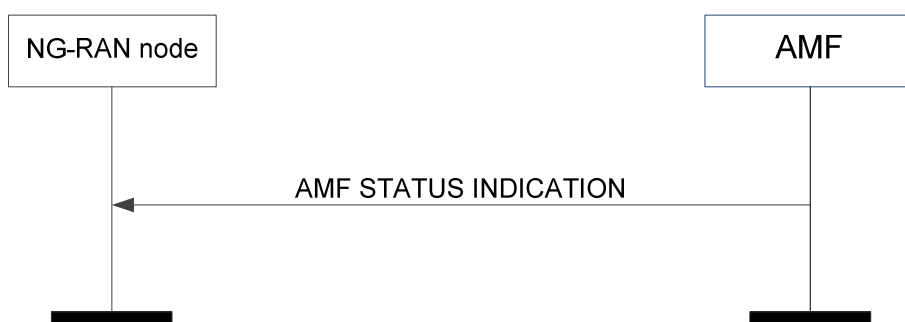 NG-RAN node
AMF
AMF STATUS INDICATION